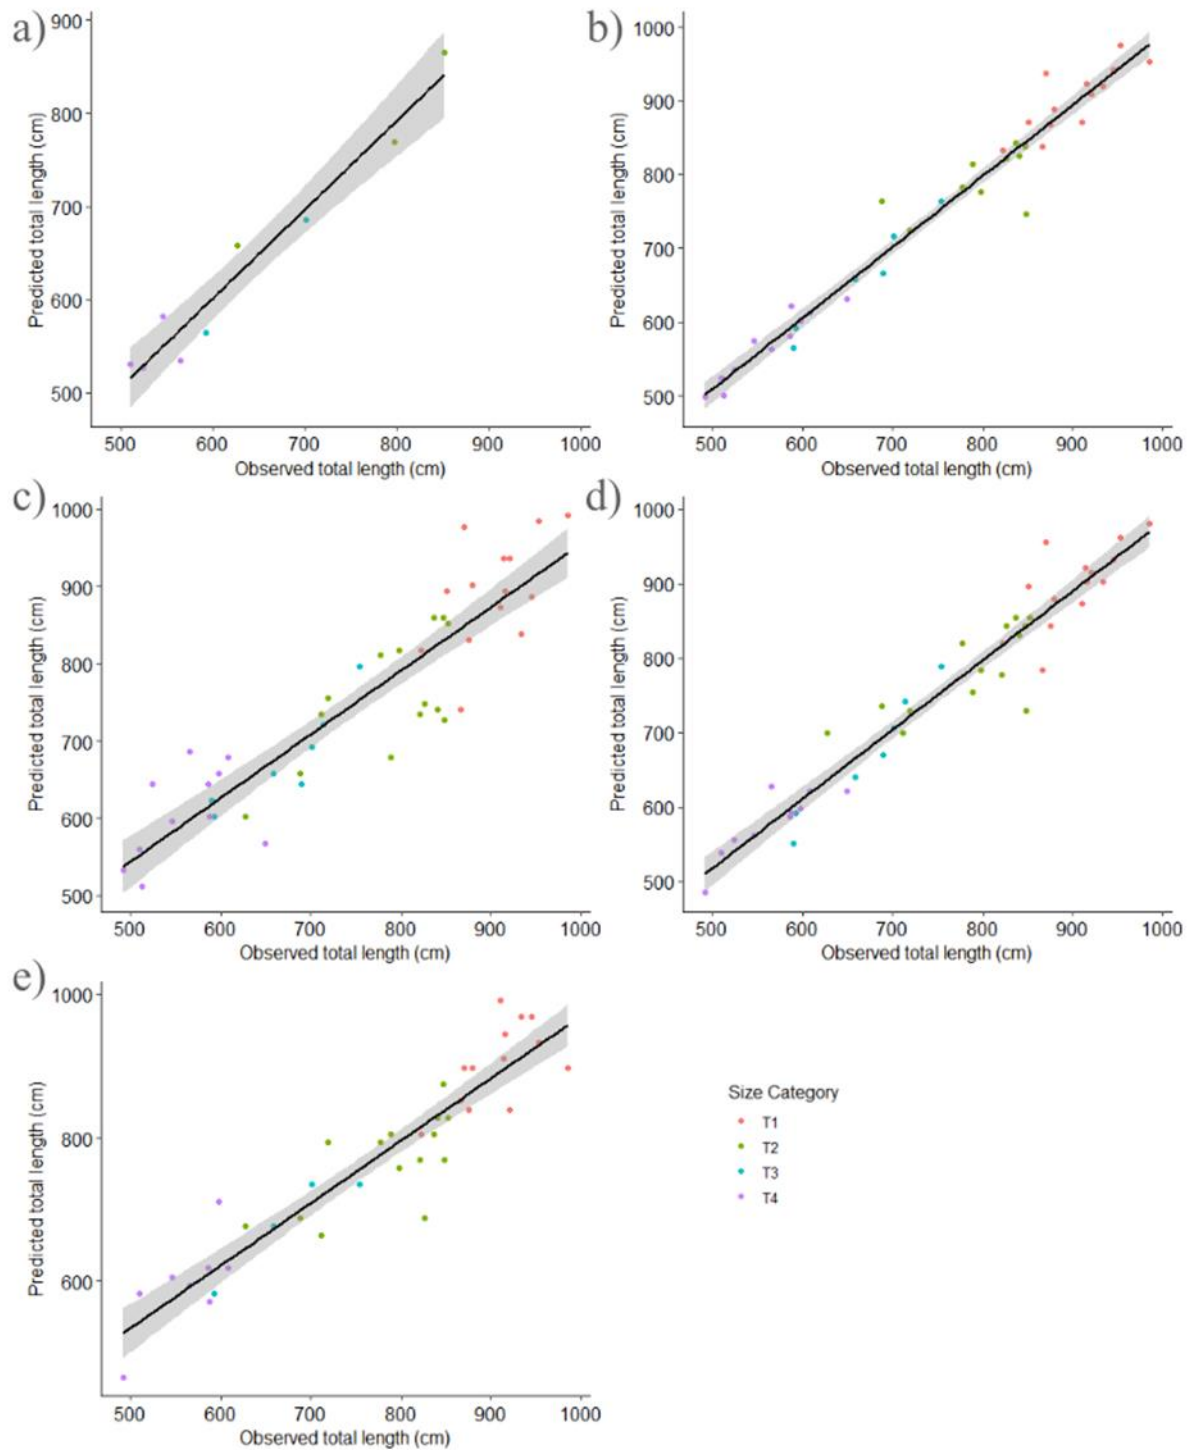 a)
900
800
700
600
500
Predicted total length (cm)
500 600 700 800 900 1000
Observed total length (cm)
b)
1000
900
800
700
600
500
Predicted total length (cm)
500 600 700 800 900 1000
Observed total length (cm)
c)
1000
900
800
700
600
500
Predicted total length (cm)
500 600 700 800 900 1000
Observed total length (cm)
d)
1000
900
800
700
600
500
Predicted total length (cm)
500 600 700 800 900 1000
Observed total length (cm)
e)
1000
800
600
Predicted total length (cm)
500 600 700 800 900 1000
Observed total length (cm)
Size Category
T1
T2
T3
T4